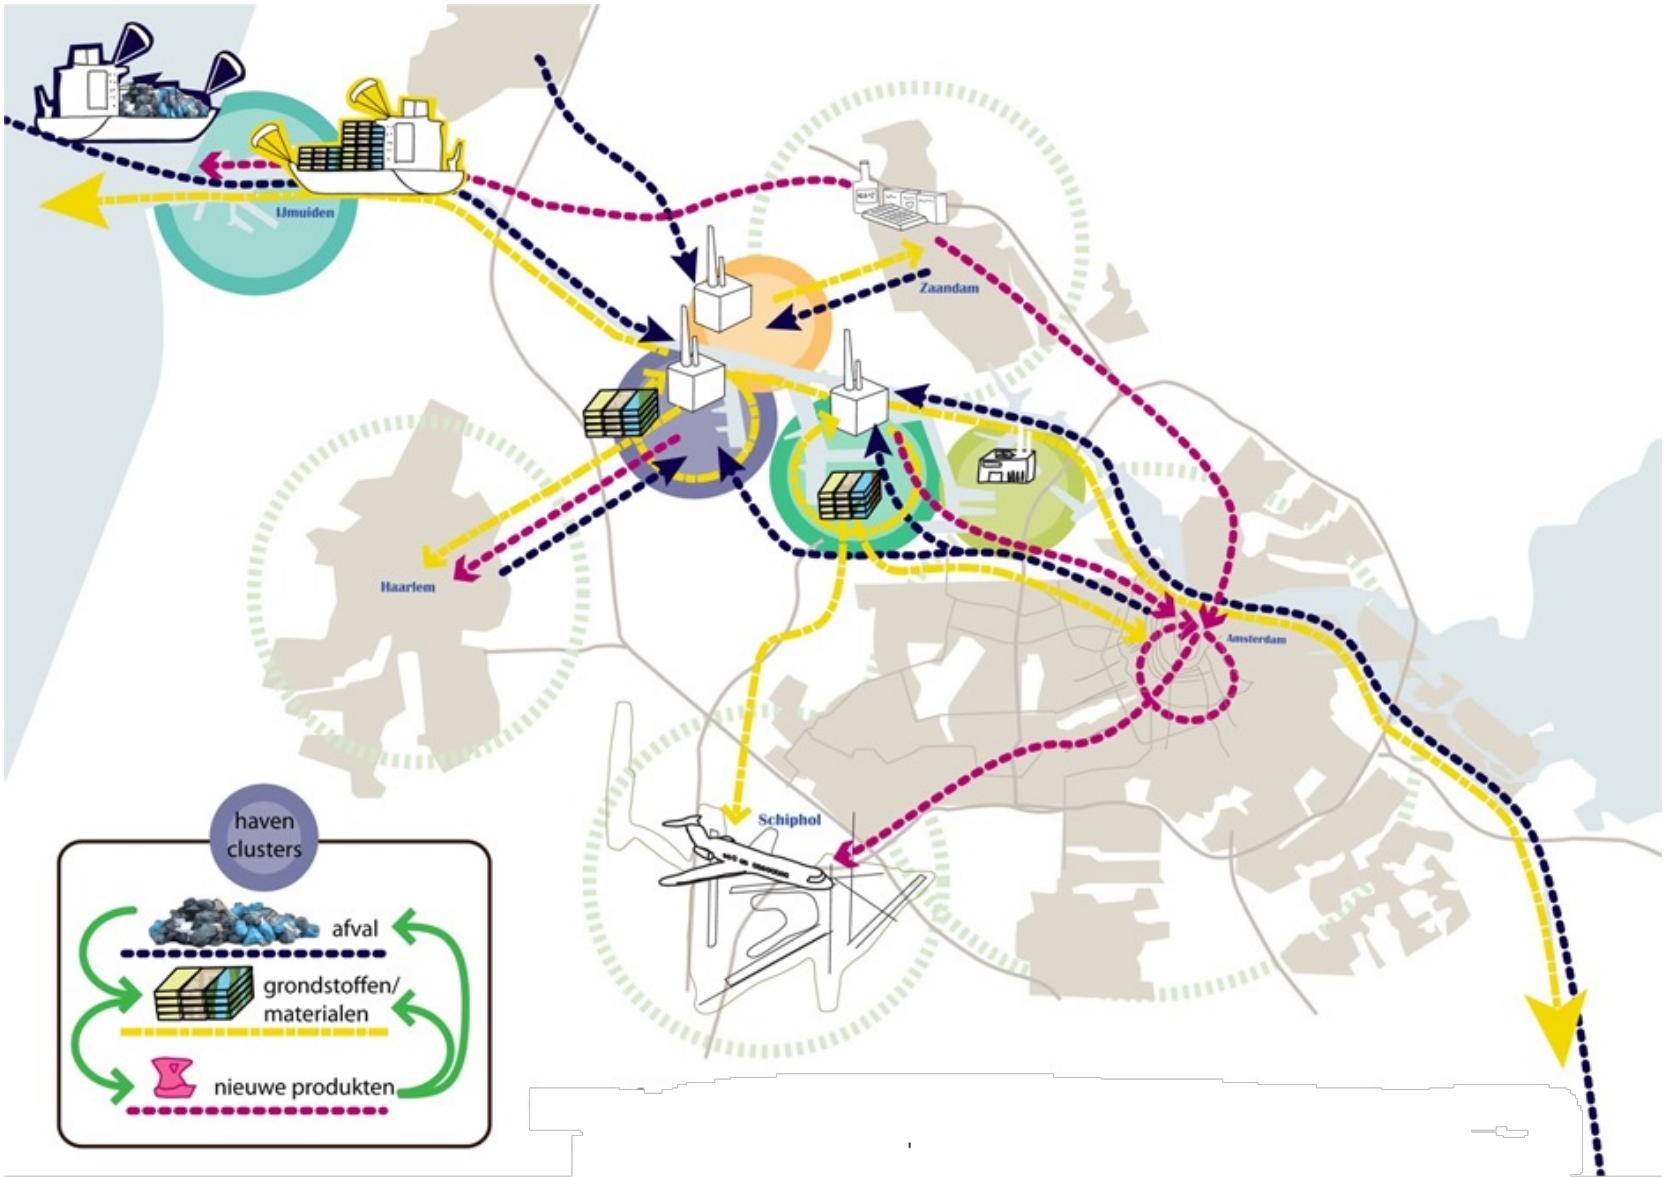 IJmuiden
Zaandam
Haarlem
Amsterdam
Schiphol
haven
clusters
afval
grondstoffen/
materialen
nieuwe produkten